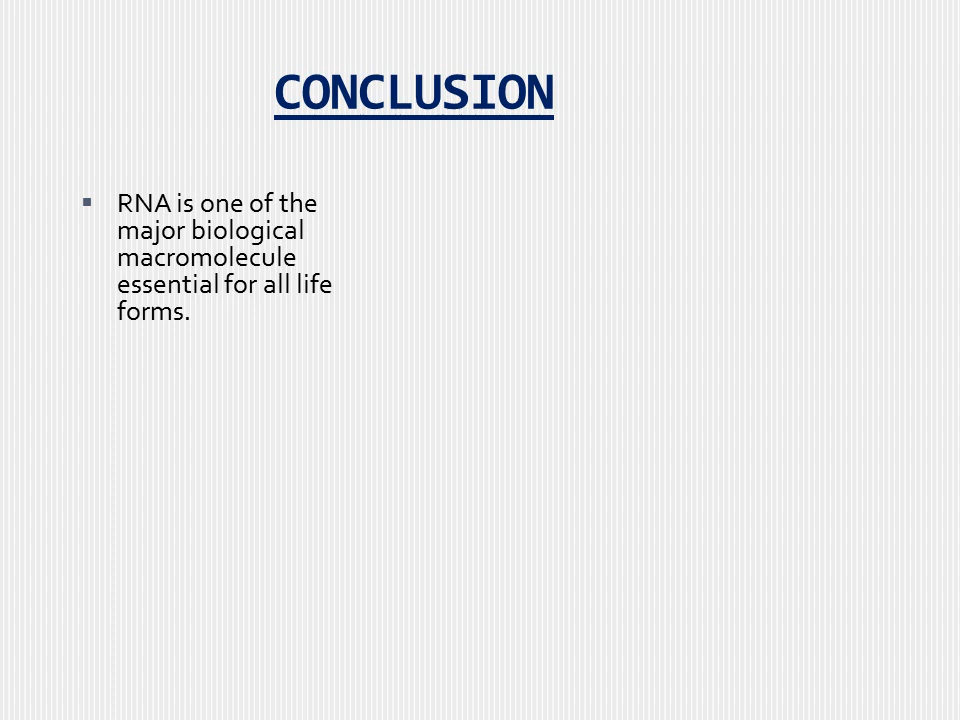 CONCLUSION
▪ RNA is one of the
major biological
macromolecule
essential for all life
forms.